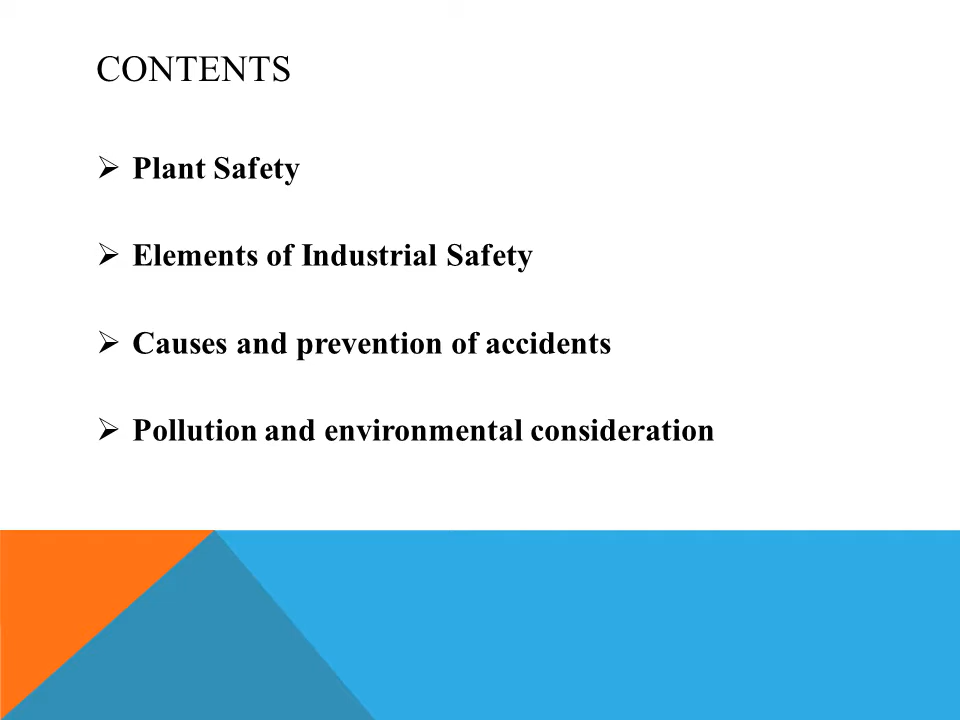 CONTENTS
➢ Plant Safety
➢ Elements of Industrial Safety
➢ Causes and prevention of accidents
➢ Pollution and environmental consideration